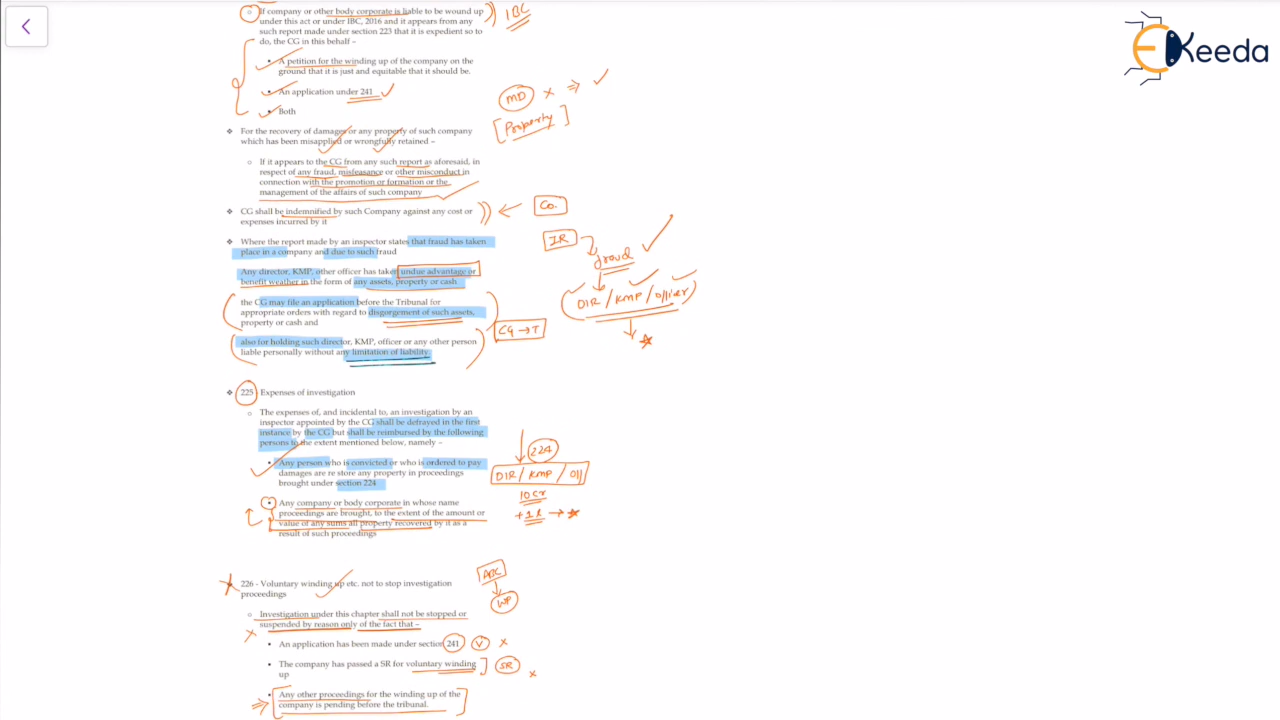 If company or other body corporate is liable to be wound up
under this act or under IBC, 2016 and it appears from any
such report made under section 223 that it is expedient so to
do, the CG in this behalf –
A petition for the winding up of the company on the
ground that it is just and equitable that it should be.
An application under 241
Both
IBC
MD
[Property]
Keeda
For the recovery of damages or any property of such company
which has been misapplied or wrongfully retained –
If it appears to the CG from any such report as aforesaid, in
respect of any fraud, misfeasance or other misconduct in
connection with the promotion or formation or the
management of the affairs of such company
CG shall be indemnified by such Company against any cost or
expenses incurred by it
Co.
Where the report made by an inspector states that fraud has taken
place in a company and due to such fraud
Any director, KMP, other officer has taken undue advantage or
benefit weather in the form of any assets, property or cash
the CG may file an application before the Tribunal for
appropriate orders with regard to disgorgement of such assets,
property or cash and
also for holding such director, KMP, officer or any other person
liable personally without any limitation of liability.
IR
fraud
(DIR / KMP / officer)
CG → T
225 Expenses of investigation
The expenses of, and incidental to, an investigation by an
inspector appointed by the CG shall be defrayed in the first
instance by the CG but shall be reimbursed by the following
persons to the extent mentioned below, namely –
Any person who is convicted or who is ordered to pay
damages are re store any property in proceedings
brought under section 224
Any company or body corporate in whose name
proceedings are brought, to the extent of the amount or
value of any sums all property recovered by it as a
result of such proceedings
224
DIR / KMP / Off
10 Cr
226 - Voluntary winding up etc. not to stop investigation
proceedings
Investigation under this chapter shall not be stopped or
suspended by reason only of the fact that –
An application has been made under section 241
The company has passed a SR for voluntary winding
up
Any other proceedings for the winding up of the
company is pending before the tribunal.
ABC
WP
V
SR